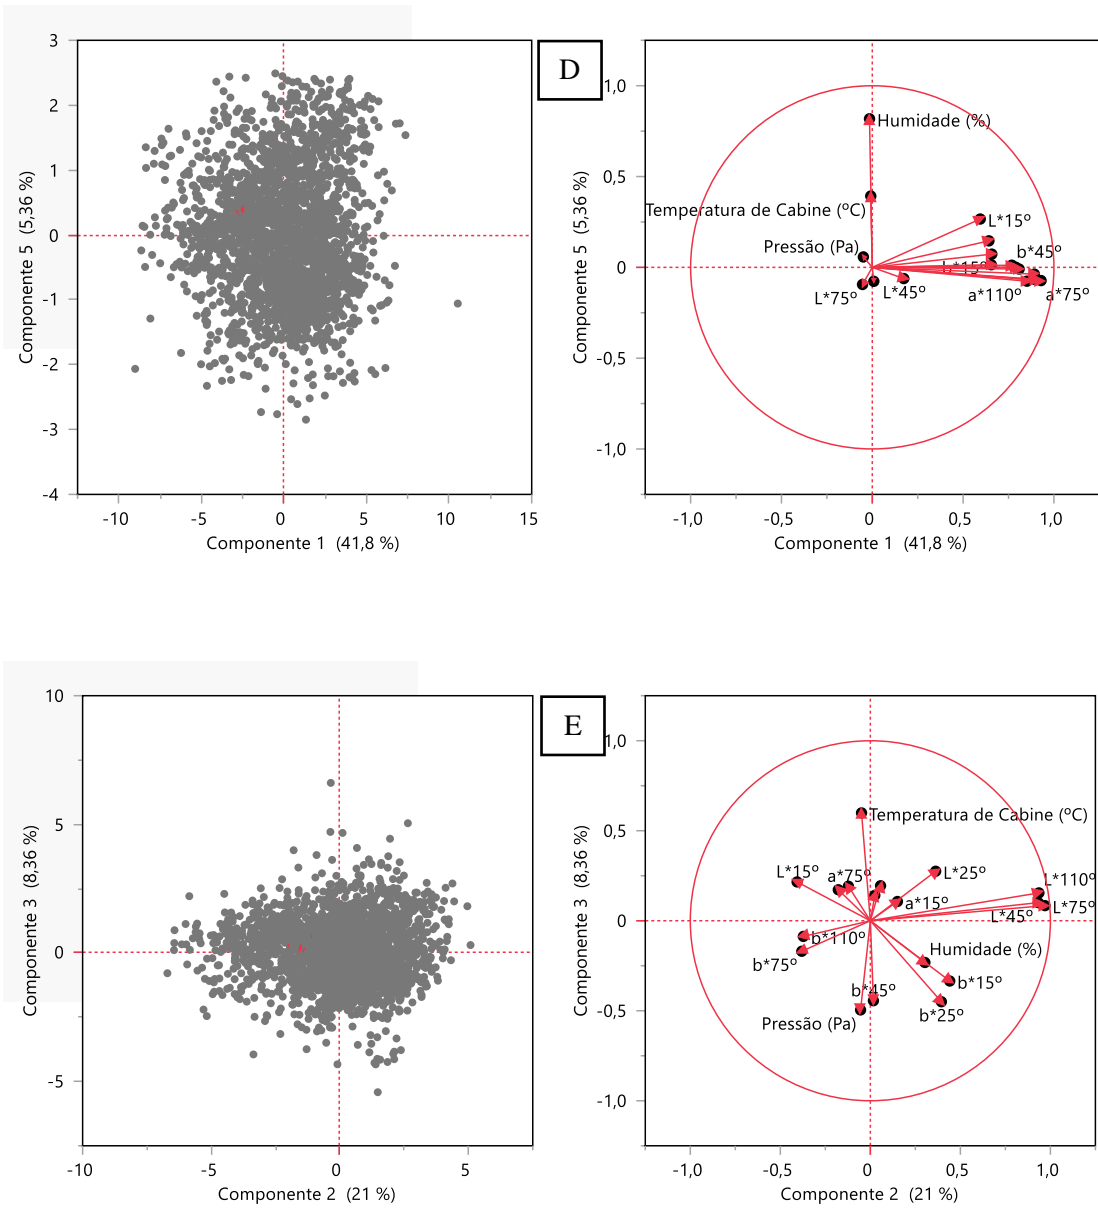 3
2
1
0
-1
-2
-3
-4
Componente 5 (5,36 %)
-10
-5
0
5
10
15
Componente 1 (41,8 %)
D
1,0
0,5
0
-0,5
-1,0
Componente 5 (5,36 %)
Humidade (%)
Temperatura de Cabine (ºC)
L*15º
Pressão (Pa)
b*45º
b*15º
L*75º
L*45º
a*110º
a*75º
-1,0
-0,5
0
0,5
1,0
Componente 1 (41,8 %)
10
5
0
-5
Componente 3 (8,36 %)
-10
-5
0
5
Componente 2 (21 %)
E
1,0
0,5
0
-0,5
-1,0
Componente 3 (8,36 %)
Temperatura de Cabine (ºC)
L*15º
a*75º
L*25º
L*110º
a*15º
L*75º
L*45º
b*110º
Humidade (%)
b*75º
b*15º
b*45º
b*25º
Pressão (Pa)
-1,0
-0,5
0
0,5
1,0
Componente 2 (21 %)